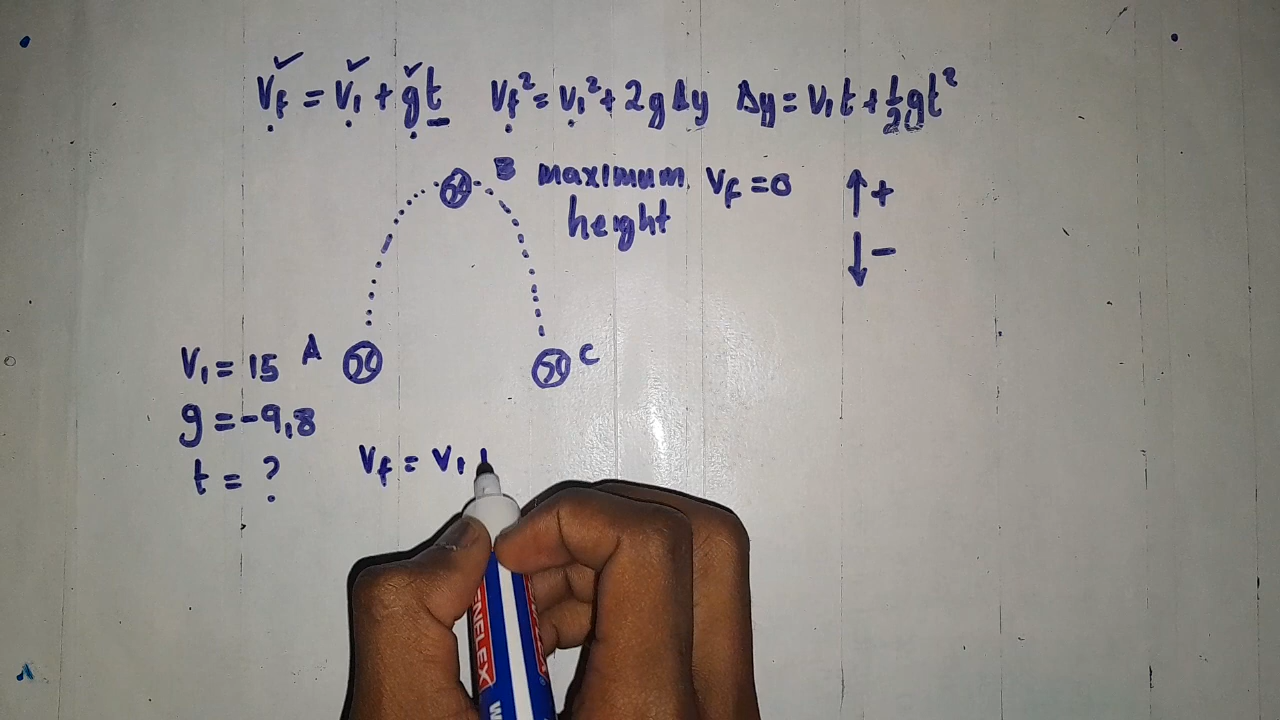 Vf = V₁ + gt   Vf² = V₁² + 2gΔy   Δy = V₁t + ½gt²
B maximum Vf = 0 ↑ +
height
↓ −
V₁ = 15 A C
g = -9,8
t = ? Vf = V₁
ENFLEX
W